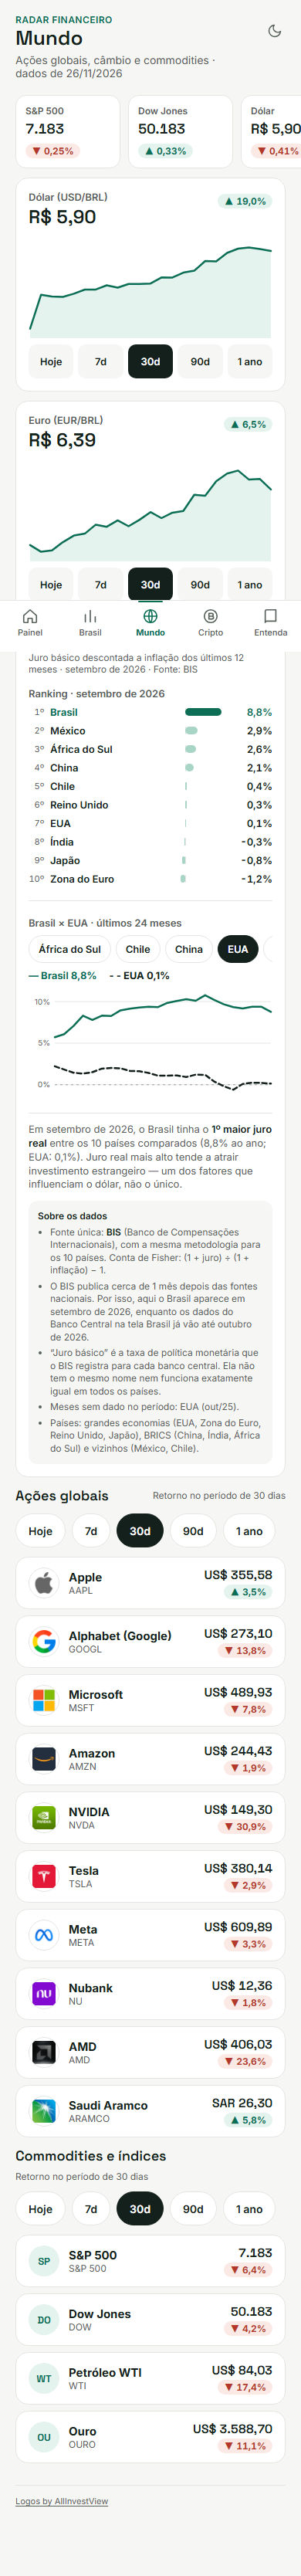 RADAR FINANCEIRO
Mundo
Ações globais, câmbio e commodities ·
dados de 26/11/2026
S&P 500
7.183
▼ 0,25%
Dow Jones
50.183
▲ 0,33%
Dólar
R$ 5,90
▼ 0,41%
Dólar (USD/BRL)
R$ 5,90
▲ 19,0%
Hoje
7d
30d
90d
1 ano
Euro (EUR/BRL)
R$ 6,39
▲ 6,5%
Hoje
7d
30d
90d
1 ano
Painel
Brasil
Mundo
Cripto
Entenda
Juro básico descontada a inflação dos últimos 12
meses · setembro de 2026 · Fonte: BIS
Ranking · setembro de 2026
1º Brasil 8,8%
2º México 2,9%
3º África do Sul 2,6%
4º China 2,1%
5º Chile 0,4%
6º Reino Unido 0,3%
7º EUA 0,1%
8º Índia -0,3%
9º Japão -0,8%
10º Zona do Euro -1,2%
Brasil × EUA · últimos 24 meses
África do Sul
Chile
China
EUA
— Brasil 8,8% - - EUA 0,1%
10%
5%
0%
Em setembro de 2026, o Brasil tinha o 1º maior juro
real entre os 10 países comparados (8,8% ao ano;
EUA: 0,1%). Juro real mais alto tende a atrair
investimento estrangeiro — um dos fatores que
influenciam o dólar, não o único.
Sobre os dados
• Fonte única: BIS (Banco de Compensações
Internacionais), com a mesma metodologia para
os 10 países. Conta de Fisher: (1 + juro) ÷ (1 +
inflação) − 1.
• O BIS publica cerca de 1 mês depois das fontes
nacionais. Por isso, aqui o Brasil aparece em
setembro de 2026, enquanto os dados do
Banco Central na tela Brasil já vão até outubro
de 2026.
• “Juro básico” é a taxa de política monetária que
o BIS registra para cada banco central. Ela não
tem o mesmo nome nem funciona exatamente
igual em todos os países.
• Meses sem dado no período: EUA (out/25).
• Países: grandes economias (EUA, Zona do Euro,
Reino Unido, Japão), BRICS (China, Índia, África
do Sul) e vizinhos (México, Chile).
Ações globais
Retorno no período de 30 dias
Hoje
7d
30d
90d
1 ano
Apple
AAPL
US$ 355,58
▲ 3,5%
Alphabet (Google)
GOOGL
US$ 273,10
▼ 13,8%
Microsoft
MSFT
US$ 489,93
▼ 7,8%
Amazon
AMZN
US$ 244,43
▼ 1,9%
NVIDIA
NVDA
US$ 149,30
▼ 30,9%
Tesla
TSLA
US$ 380,14
▼ 2,9%
Meta
META
US$ 609,89
▼ 3,3%
Nubank
NU
US$ 12,36
▼ 1,8%
AMD
AMD
US$ 406,03
▼ 23,6%
Saudi Aramco
ARAMCO
SAR 26,30
▲ 5,8%
Commodities e índices
Retorno no período de 30 dias
Hoje
7d
30d
90d
1 ano
SP
S&P 500
S&P 500
7.183
▼ 6,4%
DO
Dow Jones
DOW
50.183
▼ 4,2%
WT
Petróleo WTI
WTI
US$ 84,03
▼ 17,4%
OU
Ouro
OURO
US$ 3.588,70
▼ 11,1%
Logos by AllInvestView